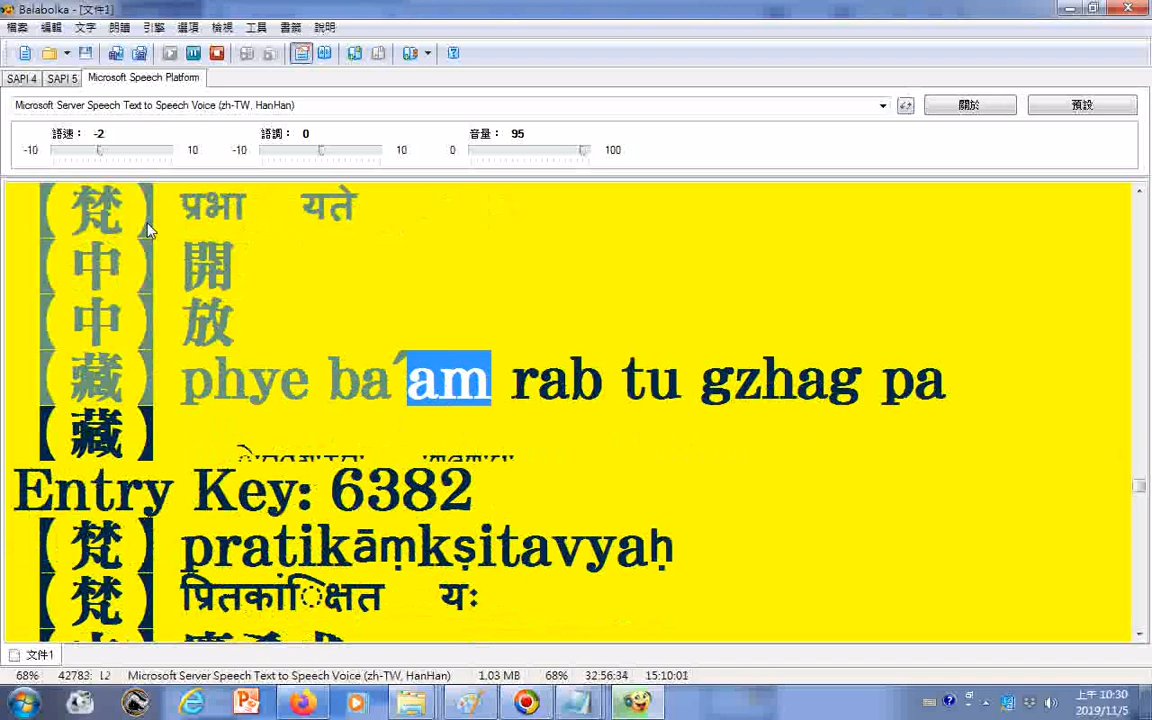 Balabolka - [文件1]
檔案 編輯 文字 朗讀 引擎 選項 檢視 工具 書籤 說明
SAPI 4 SAPI 5 Microsoft Speech Platform
Microsoft Server Speech Text to Speech Voice (zh-TW, HanHan) 關於 預設
語速： -2 語調： 0 音量： 95
-10 10 -10 10 0 100
【梵】 प्रभा यते
【中】 開
【中】 放
【藏】 phye ba´am rab tu gzhag pa
【藏】
Entry Key: 6382
【梵】 pratikāṃkṣitavyaḥ
【梵】 प्रितकांिक्षत यः
文件1
68% 42783: 12 Microsoft Server Speech Text to Speech Voice (zh-TW, HanHan) 1.03 MB 68% 32:56:34 15:10:01
上午 10:30
2019/11/5